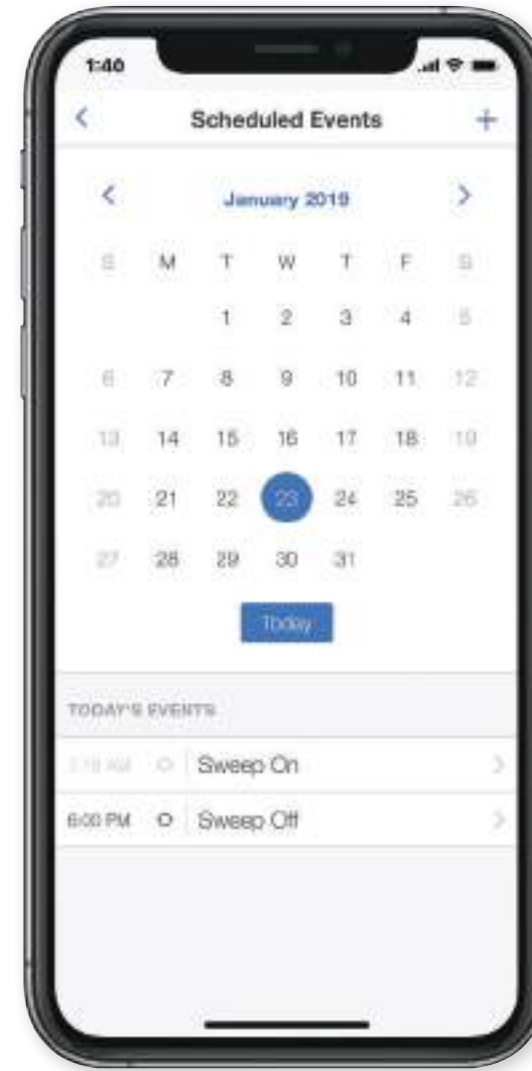 1:40
Scheduled Events
January 2019
S M T W T F S
1 2 3 4 5
6 7 8 9 10 11 12
13 14 15 16 17 18 19
20 21 22 23 24 25 26
27 28 29 30 31
Today
TODAY'S EVENTS
AM Sweep On
6:00 PM Sweep Off